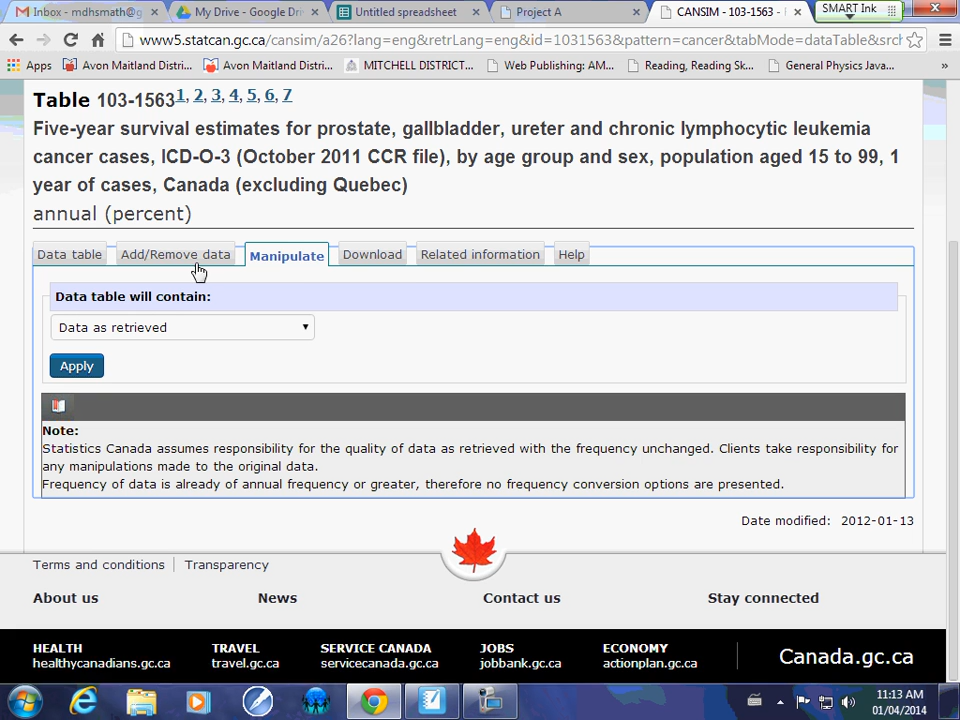 Inbox - mdhsmath@g
My Drive - Google Dri
Untitled spreadsheet
Project A
CANSIM - 103-1563 -
SMART Ink
www5.statcan.gc.ca/cansim/a26?lang=eng&retrLang=eng&id=1031563&pattern=cancer&tabMode=dataTable&srch
Apps
Avon Maitland Distri...
Avon Maitland Distri...
MITCHELL DISTRICT...
Web Publishing: AM...
Reading, Reading Sk...
General Physics Java...
»
Table 103-1563 1, 2, 3, 4, 5, 6, 7
Five-year survival estimates for prostate, gallbladder, ureter and chronic lymphocytic leukemia
cancer cases, ICD-O-3 (October 2011 CCR file), by age group and sex, population aged 15 to 99, 1
year of cases, Canada (excluding Quebec)
annual (percent)
Data table
Add/Remove data
Manipulate
Download
Related information
Help
Data table will contain:
Data as retrieved
Apply
Note:
Statistics Canada assumes responsibility for the quality of data as retrieved with the frequency unchanged. Clients take responsibility for
any manipulations made to the original data.
Frequency of data is already of annual frequency or greater, therefore no frequency conversion options are presented.
Date modified: 2012-01-13
Terms and conditions
Transparency
About us
News
Contact us
Stay connected
HEALTH
healthycanadians.gc.ca
TRAVEL
travel.gc.ca
SERVICE CANADA
servicecanada.gc.ca
JOBS
jobbank.gc.ca
ECONOMY
actionplan.gc.ca
Canada.gc.ca
11:13 AM
01/04/2014